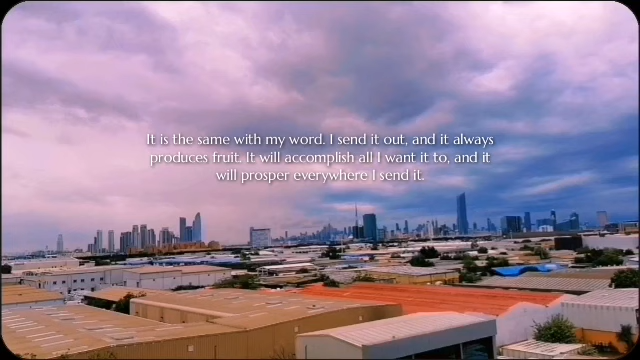 It is the same with my word. I send it out, and it always
produces fruit. It will accomplish all I want it to, and it
will prosper everywhere I send it.